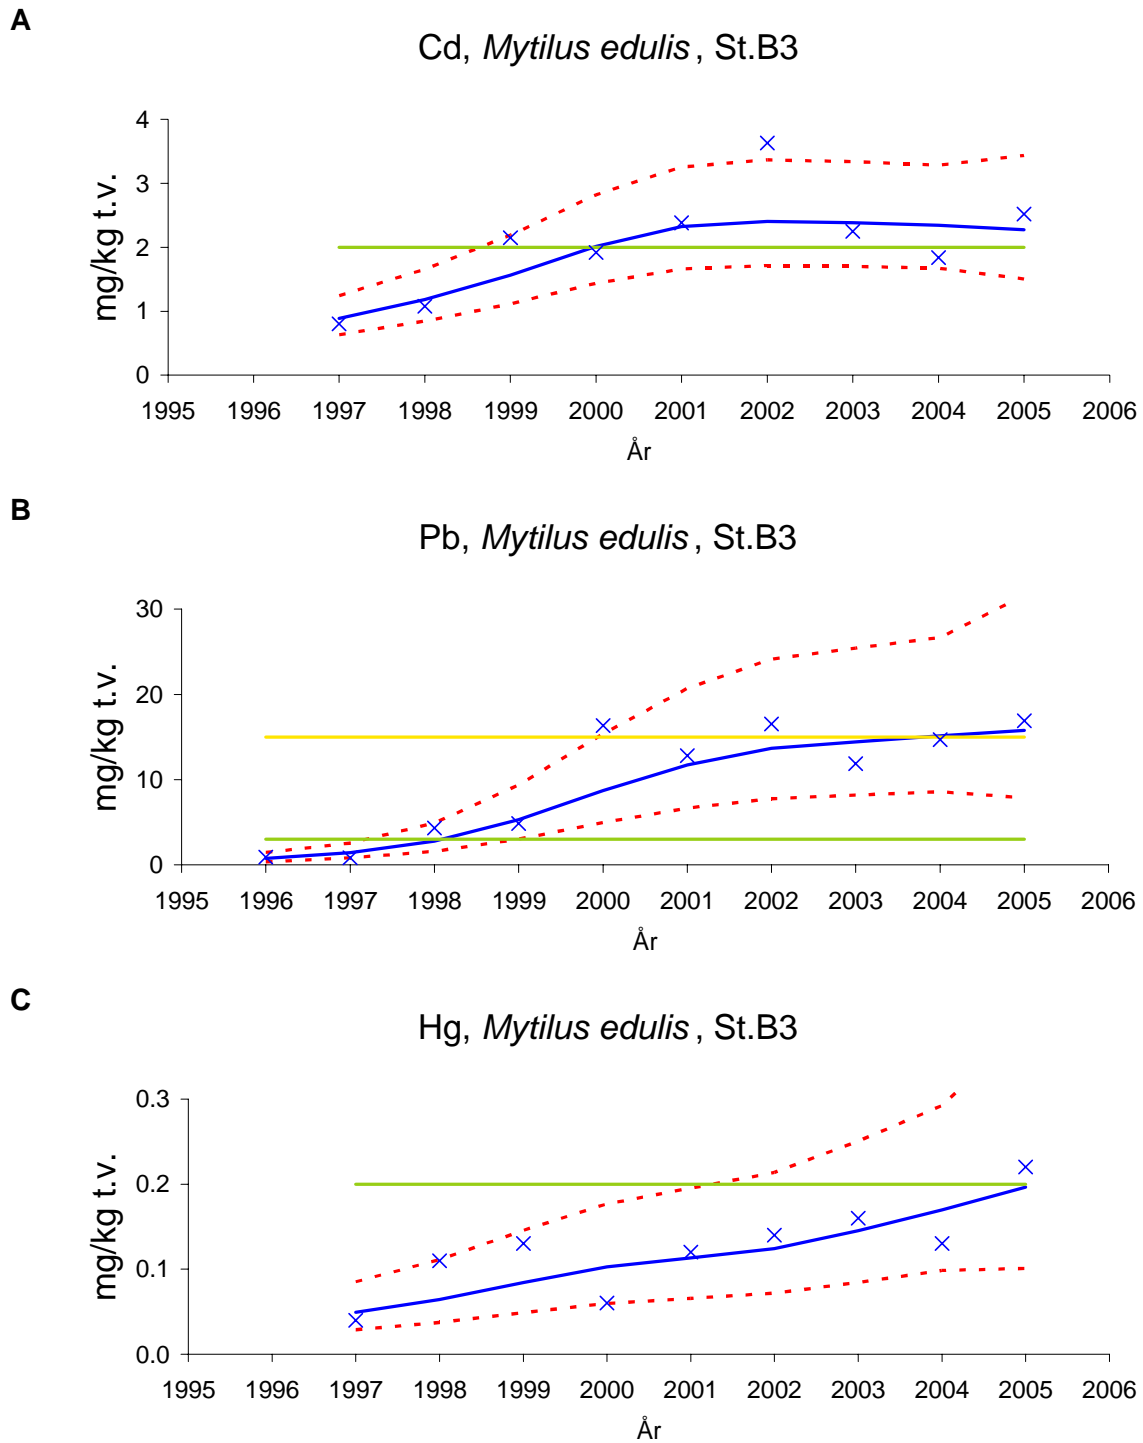 A
Cd, Mytilus edulis, St.B3
mg/kg t.v.
4
3
2
1
0
1995 1996 1997 1998 1999 2000 2001 2002 2003 2004 2005 2006
År
B
Pb, Mytilus edulis, St.B3
mg/kg t.v.
30
20
10
0
1995 1996 1997 1998 1999 2000 2001 2002 2003 2004 2005 2006
År
C
Hg, Mytilus edulis, St.B3
mg/kg t.v.
0.3
0.2
0.1
0.0
1995 1996 1997 1998 1999 2000 2001 2002 2003 2004 2005 2006
År